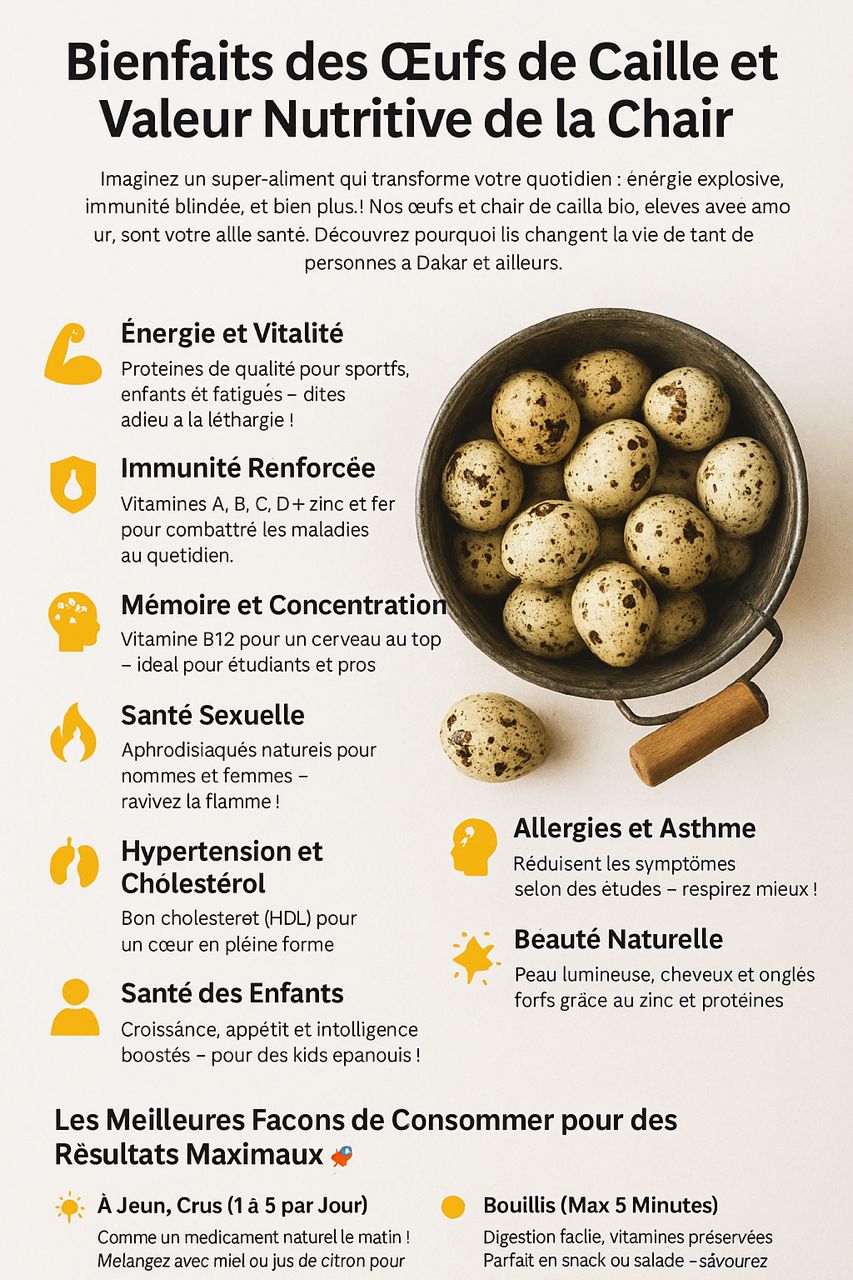 Bienfaits des Œufs de Caille et
Valeur Nutritive de la Chair
Imaginez un super-aliment qui transforme votre quotidien : énérgie explosive,
immunité blindée, et bien plus.! Nos œufs et chair de cailla bio, eleves aveе amo
ur, sont votre allle santé. Découvrez pourquoi lis changent la vie de tant de
personnes a Dakar et ailleurs.
Énergie et Vitalité
Proteines de qualité pour sportfs,
enfants ét fatigués – dites
adieu a la léthargie !
Immunité Renforcëe
Vitamines A, B, C, D+ zinc et fer
pour combattré les maladies
au quetidien.
Mémoire et Concentration
Vitamine B12 pour un cerveau au top
– ideal pour étudiants et pros
Santé Sexuelle
Aphrodisiaqués natureis pour
nommes et femmes –
ravivez la flamme !
Hypertension et
Chólestérol
Bon cholesteret (HDL) pour
un cœur en pléine forme
Santé des Enfants
Croissánce, appétit et intolligence
boostés – pour des kids epanouis !
Allergies et Asthme
Réduisent les symptömes
selon des études – respirez mieux !
Beáuté Naturelle
Peau lumineuse, cheveux et onglés
forfs gräce au zinc et protéines
Les Meilleures Facons de Consommer pour des
Rësultats Maximaux
À Jeun, Crus (1 â 5 par Jour)
Comme un medicament naturel le matin !
Melangez avec miel ou jus de citron pour
Bouillis (Max 5 Minutes)
Digestion faclie, vitamines préservées
Parfait en snack ou salade – sávourez